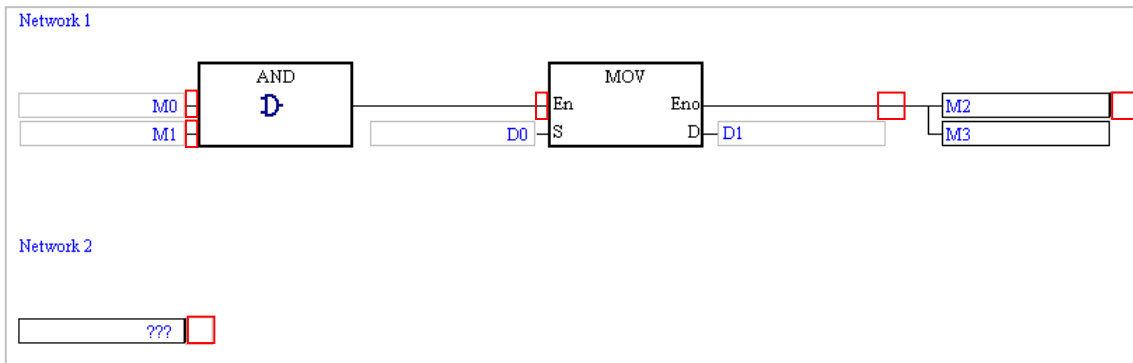 Network 1
AND MOV
M0 En Eno M2
M1 D0 S D D1 M3
Network 2
???